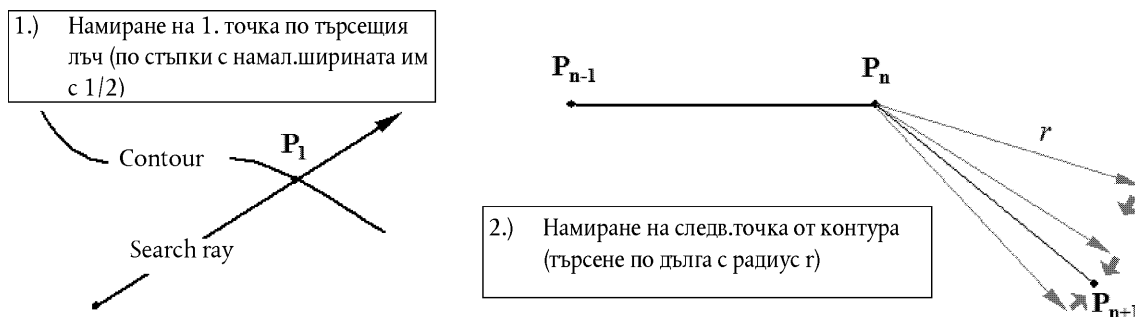 1.) Намиране на 1. точка по търсещия
лъч (по стъпки с намал.ширината им
с 1/2)
Contour
P1
Search ray
Pn-1
Pn
r
2.) Намиране на следв.точка от контура
(търсене по дълга с радиус r)
Pn+1